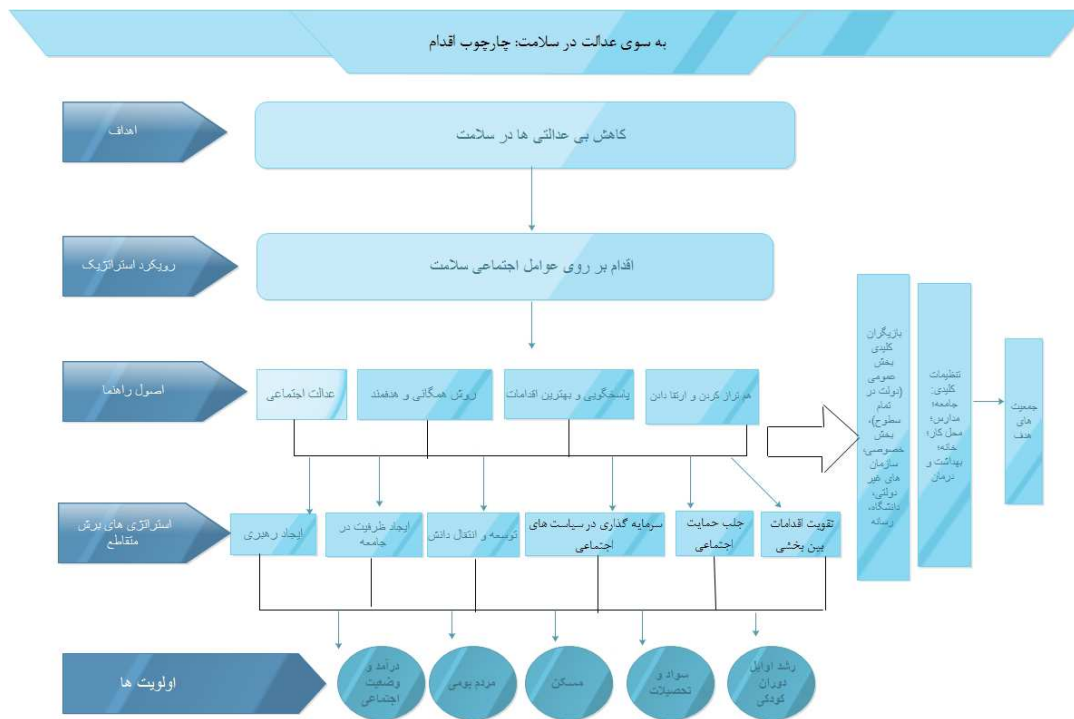 به سوی عدالت در سلامت: چارچوب اقدام
اهداف
کاهش بی عدالتی ها در سلامت
رویکرد استراتژیک
اقدام بر روی عوامل اجتماعی سلامت
اصول راهنما
عدالت اجتماعی
روش همگانی و هدفمند
پاسخگویی و بهترین اقدامات
هم تراز کردن و ارتقا دادن
بازیگران
کلیدی
بخش
عمومی
(دولت در
تمام
سطوح)،
بخش
خصوصی،
سازمان
های غیر
دولتی،
دانشگاه،
رسانه
تنظیمات
کلیدی:
جامعه؛
مدارس؛
خانه؛
محل کار؛
بهداشت و
درمان
جمعیت
های
هدف
استراتژی های برش
متقاطع
ایجاد رهبری
ایجاد ظرفیت در
جامعه
توسعه و انتقال دانش
سرمایه گذاری در سیاست های
اجتماعی
جلب حمایت
اجتماعی
تقویت اقدامات
بین بخشی
اولویت ها
درآمد و
وضعیت
اجتماعی
مردم بومی
مسکن
سواد و
تحصیلات
رشد اوایل
دوران
کودکی